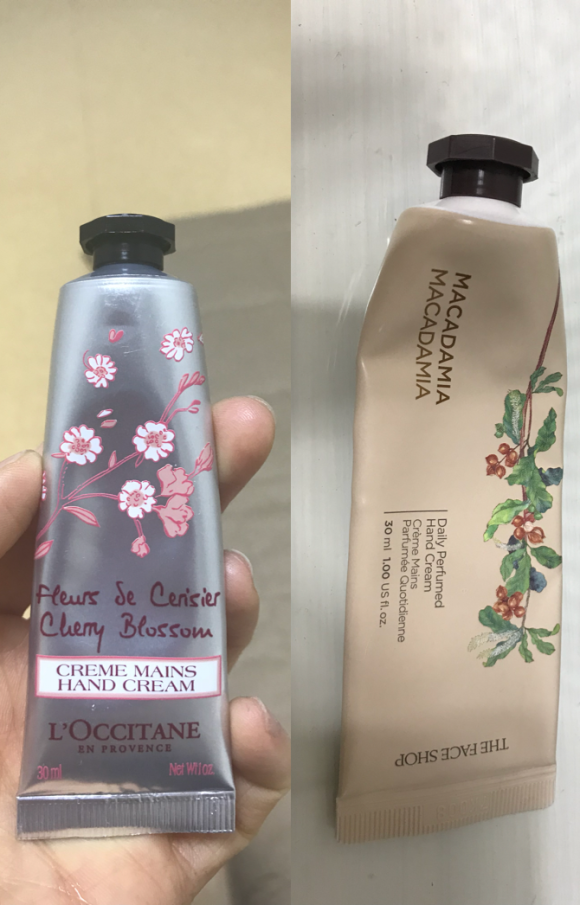 Fleurs de Cerisier
Cherry Blossom
CREME MAINS
HAND CREAM
L'OCCITANE
EN PROVENCE
30 ml Net Wt 1 oz.
MACADAMIA
MACADAMIA
Daily Perfumed
Hand Cream
Crème Mains
Parfumée Quotidienne
30 ml 1.00 US fl. oz.
THE FACE SHOP